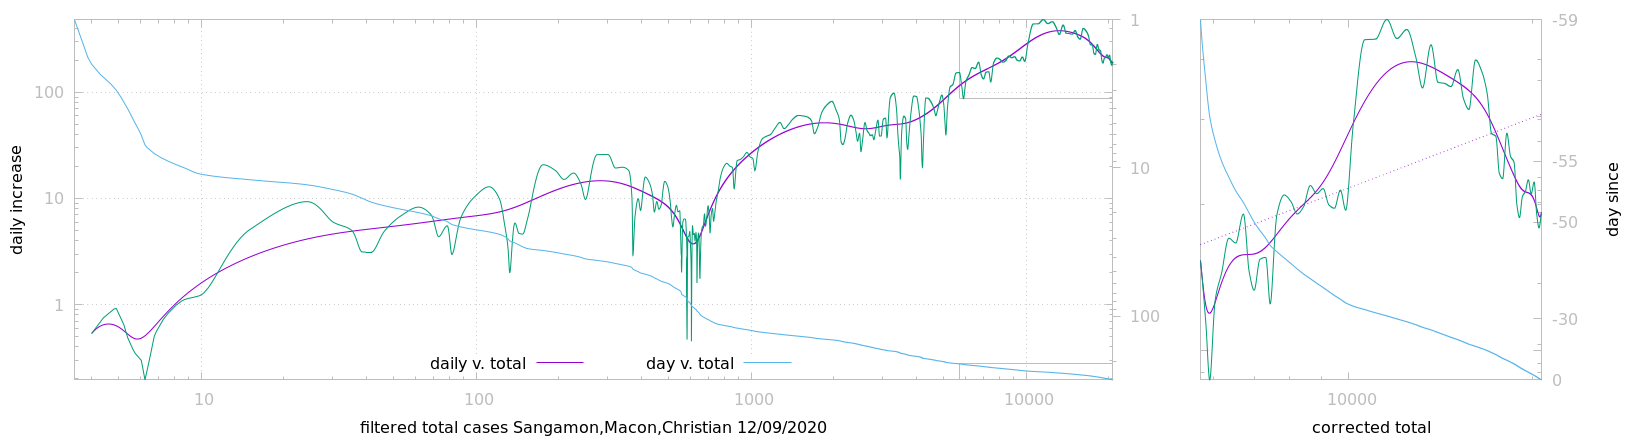 daily increase
100
10
1
10
100
1000
10000
1
10
100
daily v. total
day v. total
filtered total cases Sangamon,Macon,Christian 12/09/2020
-59
-55
-50
-30
0
10000
day since
corrected total